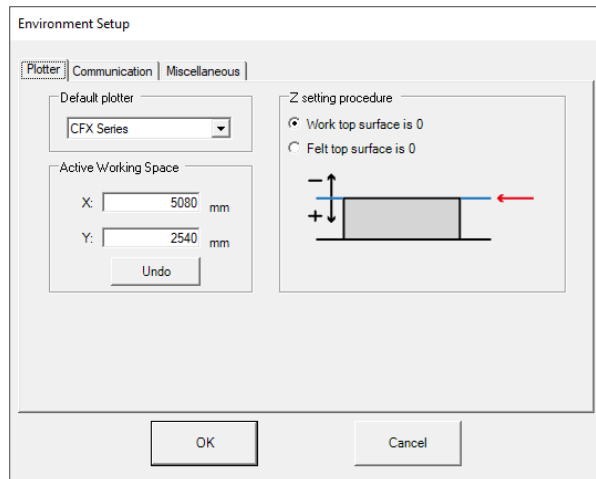 Environment Setup
Plotter
Communication
Miscellaneous
Default plotter
CFX Series
Active Working Space
X: 5080 mm
Y: 2540 mm
Undo
Z setting procedure
Work top surface is 0
Felt top surface is 0
−
+
OK
Cancel